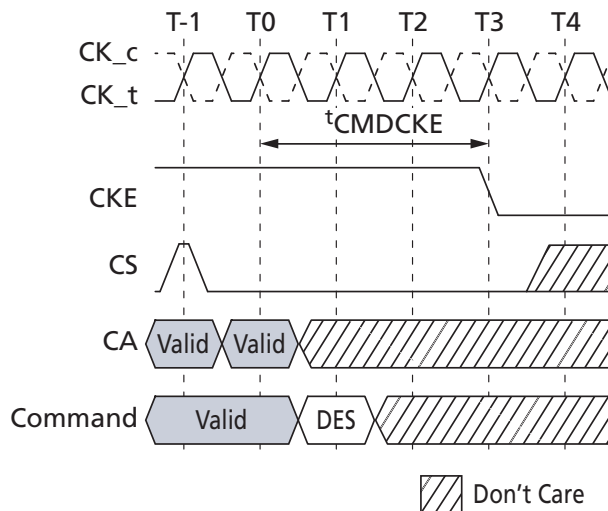 T-1 T0 T1 T2 T3 T4
CK_c
CK_t
tCMDCKE
CKE
CS
CA Valid Valid
Command Valid DES
Don't Care